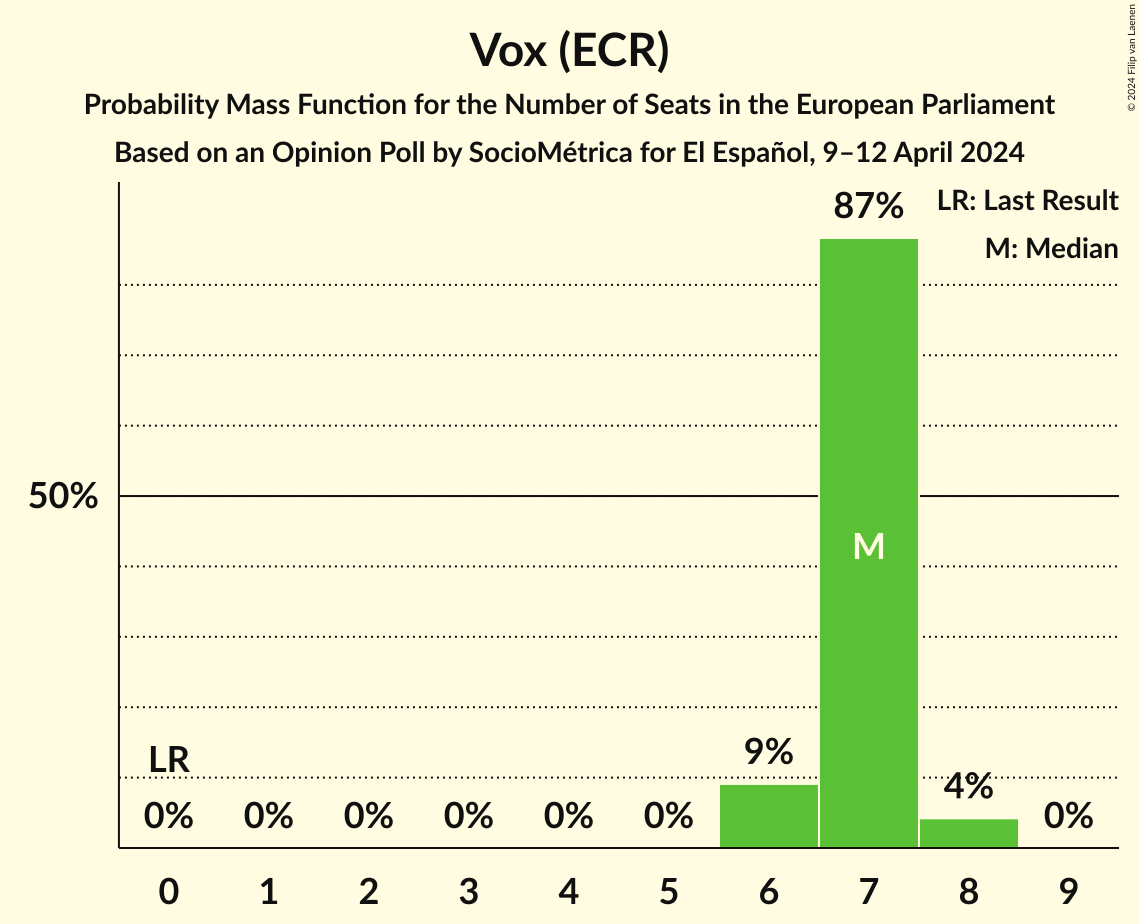 Vox (ECR)
Probability Mass Function for the Number of Seats in the European Parliament
Based on an Opinion Poll by SocioMétrica for El Español, 9–12 April 2024
© 2024 Filip van Laenen
LR: Last Result
M: Median
87%
50%
M
LR
0% 0% 0% 0% 0% 0% 9% 4% 0%
0 1 2 3 4 5 6 7 8 9